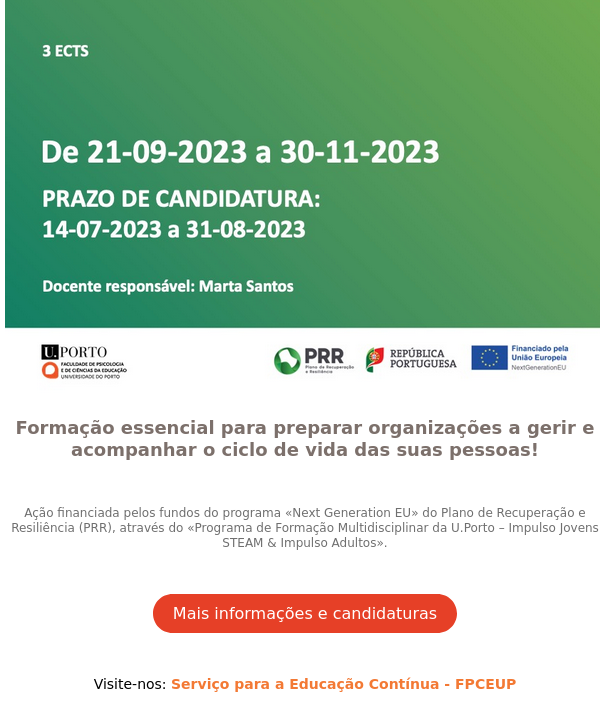 3 ECTS
De 21-09-2023 a 30-11-2023
PRAZO DE CANDIDATURA:
14-07-2023 a 31-08-2023
Docente responsável: Marta Santos
U.PORTO
FACULDADE DE PSICOLOGIA
E DE CIÊNCIAS DA EDUCAÇÃO
UNIVERSIDADE DO PORTO
PRR
Plano de Recuperação
e Resiliência
REPÚBLICA
PORTUGUESA
Financiado pela
União Europeia
NextGenerationEU
Formação essencial para preparar organizações a gerir e
acompanhar o ciclo de vida das suas pessoas!
Ação financiada pelos fundos do programa «Next Generation EU» do Plano de Recuperação e
Resiliência (PRR), através do «Programa de Formação Multidisciplinar da U.Porto – Impulso Jovens
STEAM & Impulso Adultos».
Mais informações e candidaturas
Visite-nos: Serviço para a Educação Contínua - FPCEUP